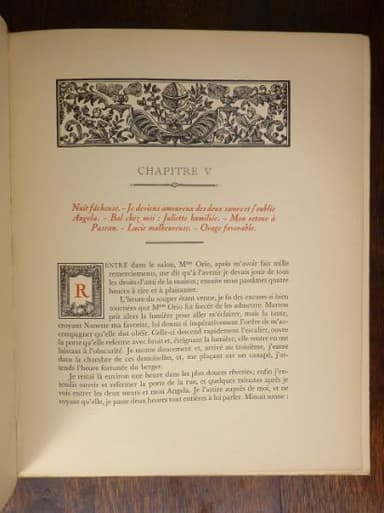 CHAPITRE V
Nuit fâcheuse. - Je deviens amoureux des deux sœurs et j'oublie
Angela. - Bal chez moi : Juliette humiliée. - Mon retour à
Pasean. - Lucie malheureuse. - Orage favorable.
RENTRÉ dans le salon, Mme Orio, après m'avoir fait mille
remerciements, me dit qu'à l'avenir je devais jouir de tous
les droits d'ami de la maison; ensuite nous passâmes quatre
heures à rire et à plaisanter.
L'heure du souper étant venue, je fis des excuses si bien
tournées que Mme Orio fut forcée de les admettre. Marton
prit alors la lumière pour aller m'éclairer, mais la tante,
croyant Nanette ma favorite, lui donna si impérativement l'ordre de m'ac-
compagner qu'elle dut obéir. Celle-ci descend rapidement l'escalier, ouvre
la porte qu'elle referme avec bruit et, éteignant la lumière, elle rentre en me
laissant à l'obscurité. Je monte doucement et, arrivé au troisième, j'entre
dans la chambre de ces demoiselles, et, me plaçant sur un canapé, j'at-
tends l'heure fortunée du berger.
Je restai là environ une heure dans les plus douces rêveries; enfin j'en-
tendis ouvrir et refermer la porte de la rue, et quelques minutes après je
vois entrer les deux sœurs et mon Angela. Je l'attire auprès de moi, et ne
voyant qu'elle, je passe deux heures tout entières à lui parler. Minuit sonne :